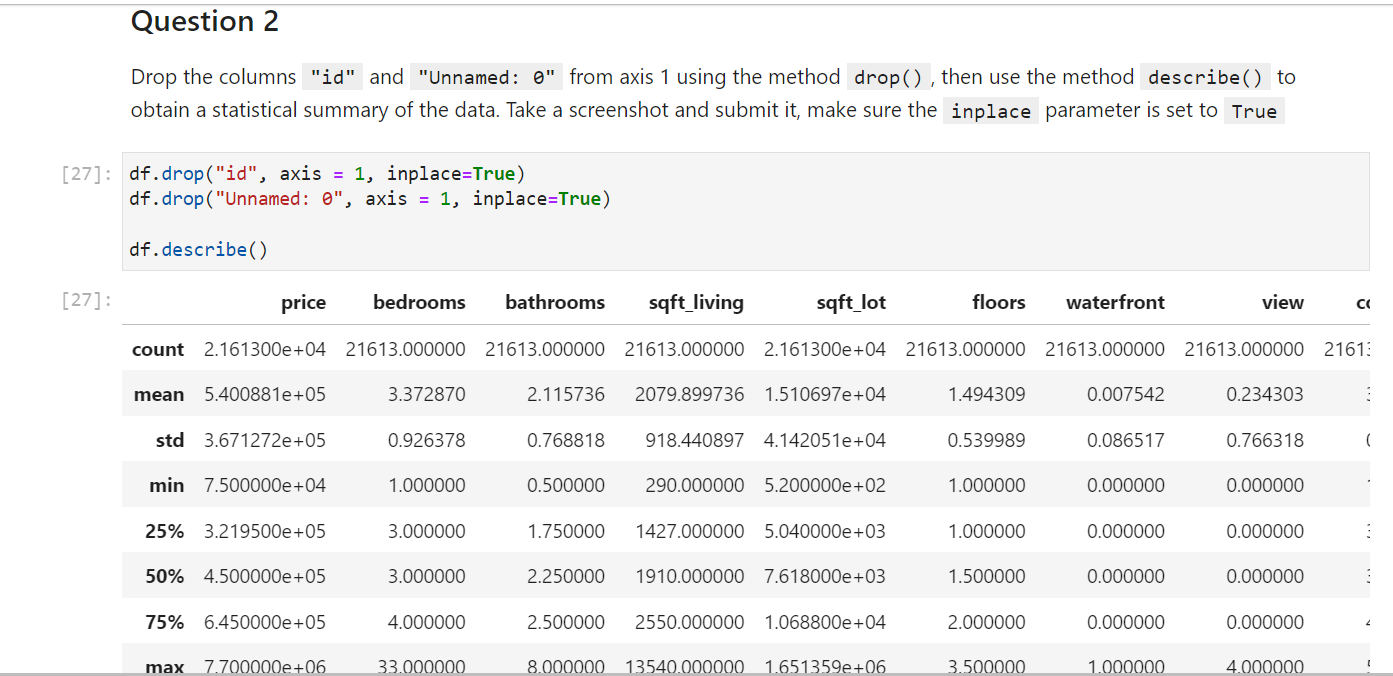 Question 2
Drop the columns "id" and "Unnamed: 0" from axis 1 using the method drop(), then use the method describe() to
obtain a statistical summary of the data. Take a screenshot and submit it, make sure the inplace parameter is set to True
[27]: df.drop("id", axis = 1, inplace=True)
df.drop("Unnamed: 0", axis = 1, inplace=True)
df.describe()
[27]: price bedrooms bathrooms sqft_living sqft_lot floors waterfront view
count 2.161300e+04 21613.000000 21613.000000 21613.000000 2.161300e+04 21613.000000 21613.000000 21613.000000 21613
mean 5.400881e+05 3.372870 2.115736 2079.899736 1.510697e+04 1.494309 0.007542 0.234303
std 3.671272e+05 0.926378 0.768818 918.440897 4.142051e+04 0.539989 0.086517 0.766318
min 7.500000e+04 1.000000 0.500000 290.000000 5.200000e+02 1.000000 0.000000 0.000000
25% 3.219500e+05 3.000000 1.750000 1427.000000 5.040000e+03 1.000000 0.000000 0.000000
50% 4.500000e+05 3.000000 2.250000 1910.000000 7.618000e+03 1.500000 0.000000 0.000000
75% 6.450000e+05 4.000000 2.500000 2550.000000 1.068800e+04 2.000000 0.000000 0.000000
max 7.700000e+06 33.000000 8.000000 13540.000000 1.651359e+06 3.500000 1.000000 4.000000